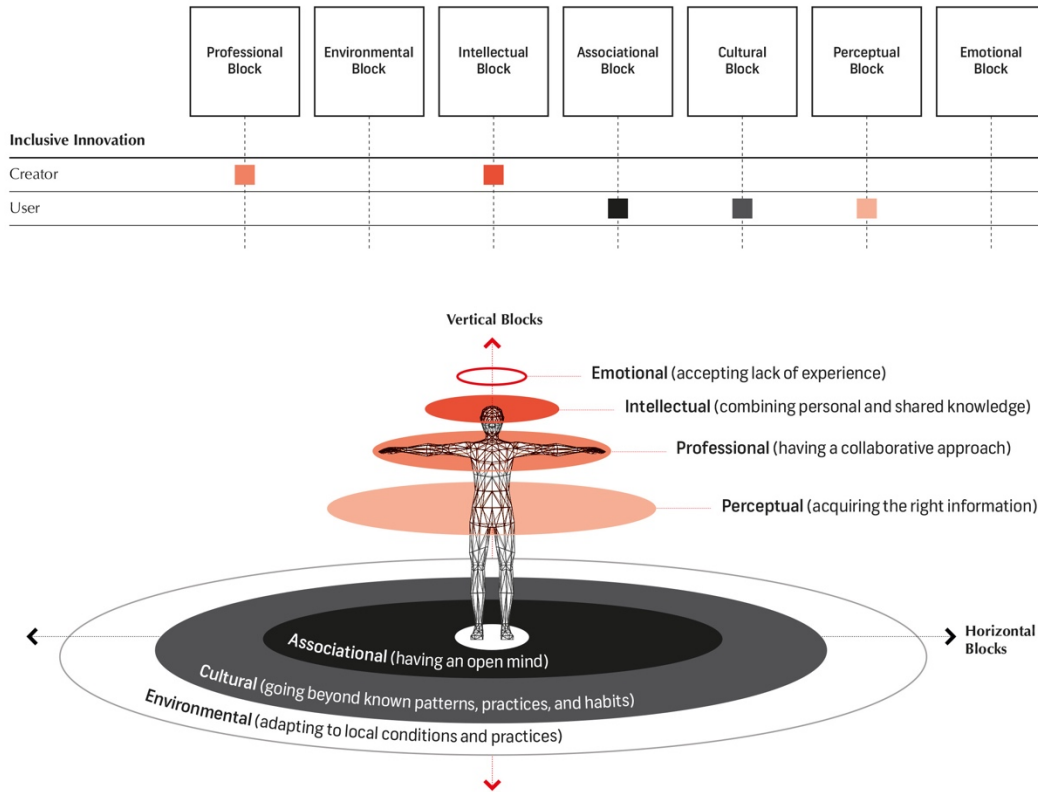 Professional
Block
Environmental
Block
Intellectual
Block
Associational
Block
Cultural
Block
Perceptual
Block
Emotional
Block
Inclusive Innovation
Creator
User
Vertical Blocks
Emotional (accepting lack of experience)
Intellectual (combining personal and shared knowledge)
Professional (having a collaborative approach)
Perceptual (acquiring the right information)
Horizontal
Blocks
Associational (having an open mind)
Cultural (going beyond known patterns, practices, and habits)
Environmental (adapting to local conditions and practices)